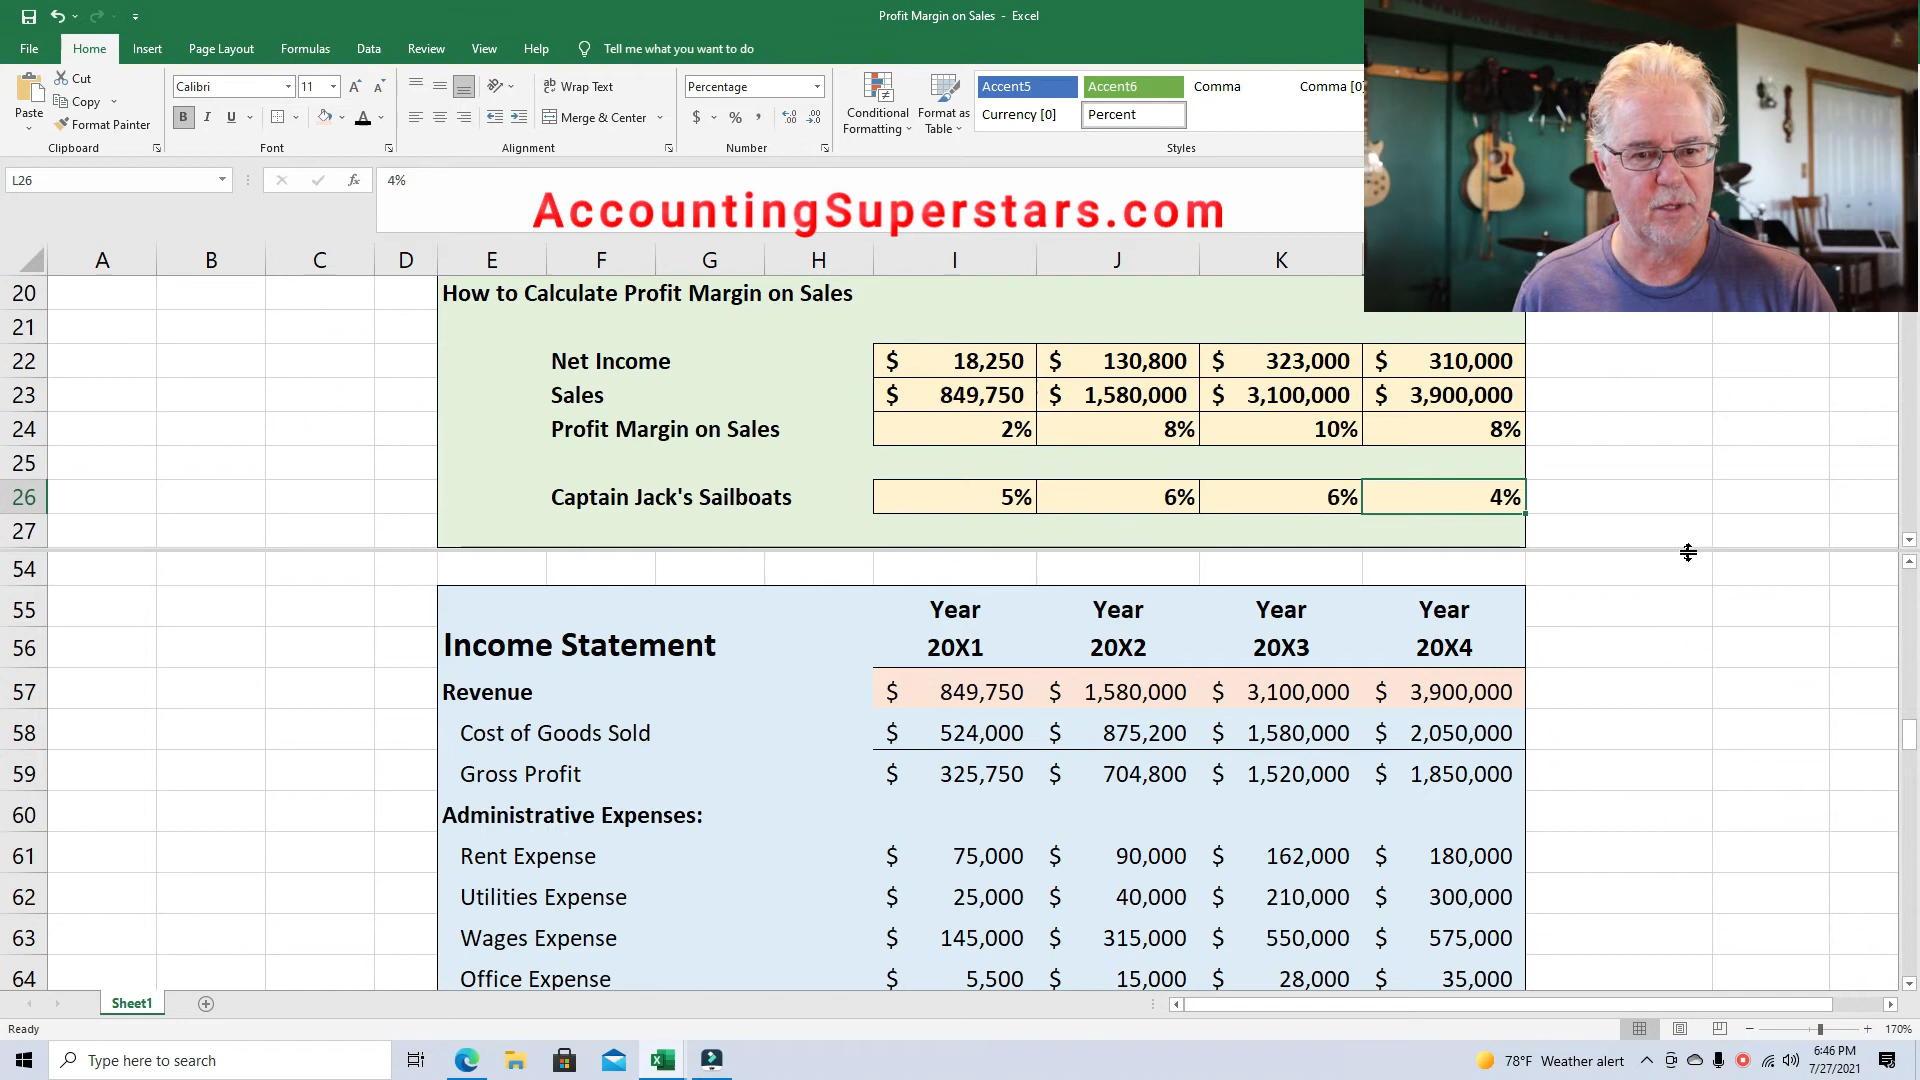 Profit Margin on Sales - Excel
File Home Insert Page Layout Formulas Data Review View Help Tell me what you want to do
Paste
Cut
Copy
Format Painter
Clipboard
Calibri 11
B I U
Font
Wrap Text
Merge & Center
Alignment
Percentage
$ % ,
Number
Conditional Formatting
Format as Table
Accent5 Accent6 Comma Comma [0]
Currency [0] Percent
Styles
L26 fx 4%
AccountingSuperstars.com
A B C D E F G H I J K
20 How to Calculate Profit Margin on Sales
21
22 Net Income $ 18,250 $ 130,800 $ 323,000 $ 310,000
23 Sales $ 849,750 $ 1,580,000 $ 3,100,000 $ 3,900,000
24 Profit Margin on Sales 2% 8% 10% 8%
25
26 Captain Jack's Sailboats 5% 6% 6% 4%
27
54
55 Year Year Year Year
56 Income Statement 20X1 20X2 20X3 20X4
57 Revenue $ 849,750 $ 1,580,000 $ 3,100,000 $ 3,900,000
58 Cost of Goods Sold $ 524,000 $ 875,200 $ 1,580,000 $ 2,050,000
59 Gross Profit $ 325,750 $ 704,800 $ 1,520,000 $ 1,850,000
60 Administrative Expenses:
61 Rent Expense $ 75,000 $ 90,000 $ 162,000 $ 180,000
62 Utilities Expense $ 25,000 $ 40,000 $ 210,000 $ 300,000
63 Wages Expense $ 145,000 $ 315,000 $ 550,000 $ 575,000
64 Office Expense $ 5,500 $ 15,000 $ 28,000 $ 35,000
Sheet1
Ready 170%
Type here to search 78°F Weather alert
6:46 PM
7/27/2021